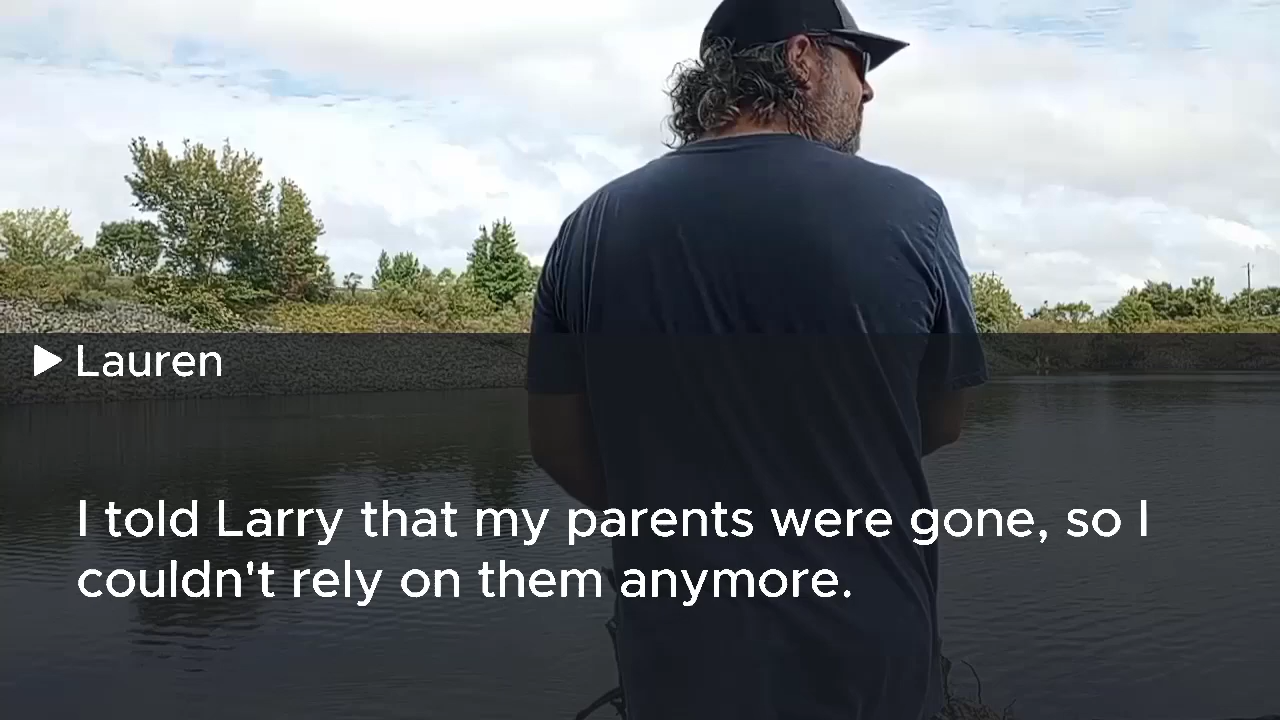 Lauren
I told Larry that my parents were gone, so I
couldn't rely on them anymore.